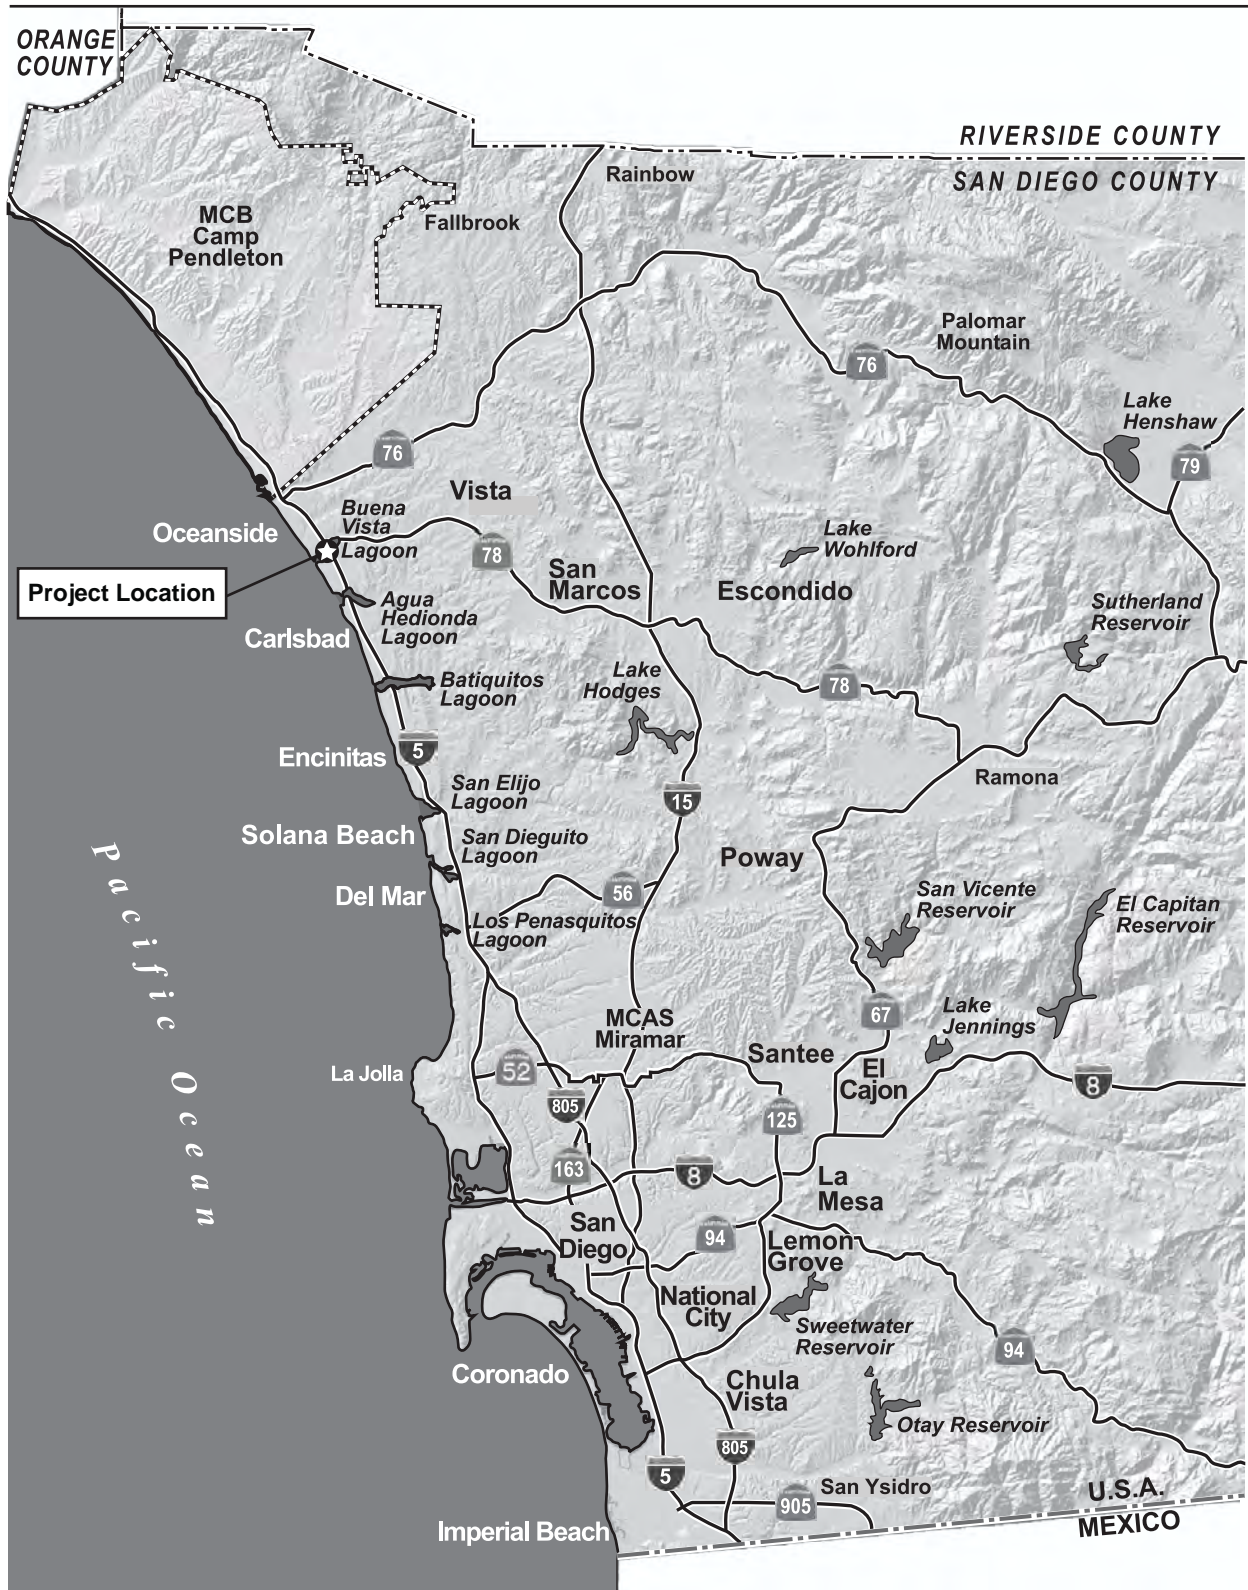 ORANGE
COUNTY
RIVERSIDE COUNTY
SAN DIEGO COUNTY
Rainbow
MCB
Camp
Pendleton
Fallbrook
Palomar
Mountain
76
Lake
Henshaw
76
79
Vista
Buena
Vista
Lagoon
Oceanside
78
Lake
Wohlford
San
Marcos
Escondido
Project Location
Agua
Hedionda
Lagoon
Sutherland
Reservoir
Carlsbad
Batiquitos
Lagoon
Lake
Hodges
78
Encinitas
5
San Elijo
Lagoon
15
Ramona
Solana Beach
San Dieguito
Lagoon
Poway
Del Mar
56
San Vicente
Reservoir
El Capitan
Reservoir
Los Penasquitos
Lagoon
Pacific Ocean
67
Lake
Jennings
MCAS
Miramar
Santee
El
Cajon
La Jolla
52
805
125
8
163
8
La
Mesa
San
Diego
94
Lemon
Grove
National
City
Sweetwater
Reservoir
94
Coronado
Chula
Vista
Otay Reservoir
805
5
San Ysidro
905
U.S.A.
MEXICO
Imperial Beach